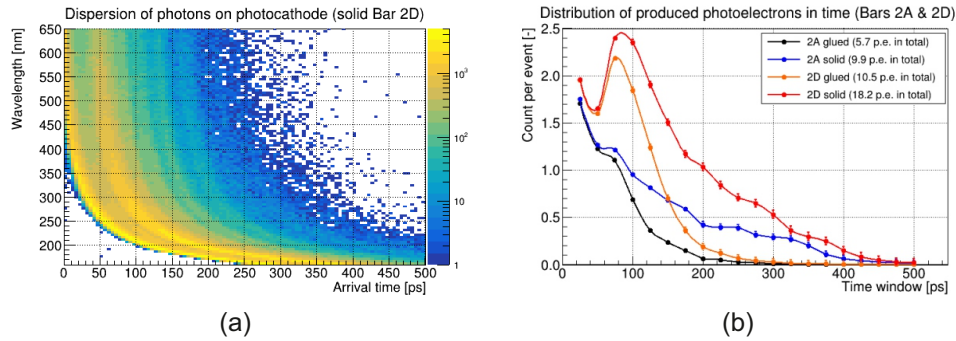 Dispersion of photons on photocathode (solid Bar 2D)
Wavelength [nm]
650
600
550
500
450
400
350
300
250
200
0 50 100 150 200 250 300 350 400 450 500
Arrival time [ps]
10³
10²
10
1
(a)
Distribution of produced photoelectrons in time (Bars 2A & 2D)
Count per event [-]
2.5
2.0
1.5
1.0
0.5
0.0
0 100 200 300 400 500
Time window [ps]
2A glued (5.7 p.e. in total)
2A solid (9.9 p.e. in total)
2D glued (10.5 p.e. in total)
2D solid (18.2 p.e. in total)
(b)